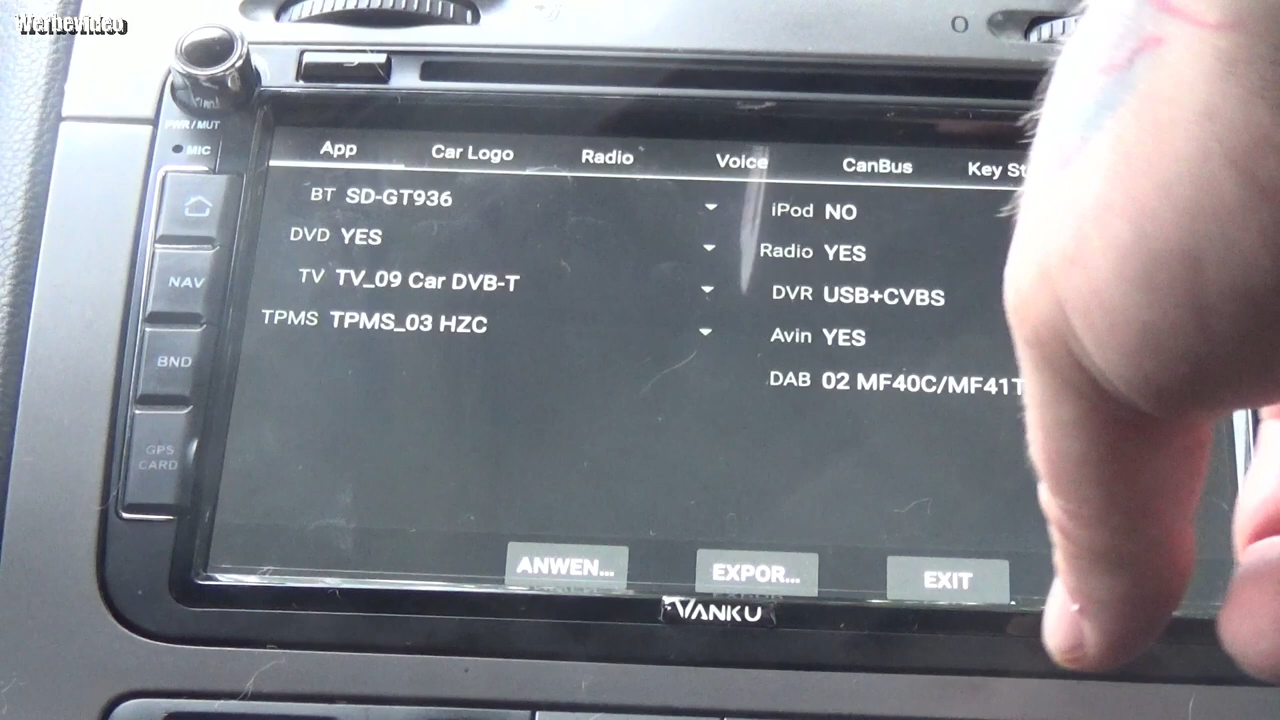 Werbevideo
O
PWR/MUT
MIC
NAV
BND
GPS
CARD
App Car Logo Radio Voice CanBus Key St
BT SD-GT936
DVD YES
TV TV_09 Car DVB-T
TPMS TPMS_03 HZC
iPod NO
Radio YES
DVR USB+CVBS
Avin YES
DAB 02 MF40C/MF41T
ANWEN... EXPOR... EXIT
VANKU